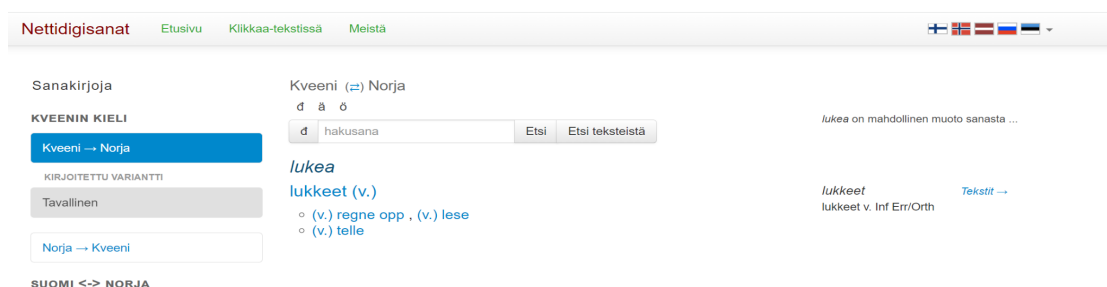 Nettidigisanat Etusivu Klikkaa-tekstissä Meistä
Sanakirjoja
KVEENIN KIELI
Kveeni → Norja
KIRJOITETTU VARIANTTI
Tavallinen
Norja → Kveeni
SUOMI <-> NORJA
Kveeni (⇄) Norja
đ ä ö
đ hakusana Etsi Etsi teksteistä
lukea
lukkeet (v.)
◦ (v.) regne opp , (v.) lese
◦ (v.) telle
lukea on mahdollinen muoto sanasta ...
lukkeet Tekstit →
lukkeet v. Inf Err/Orth